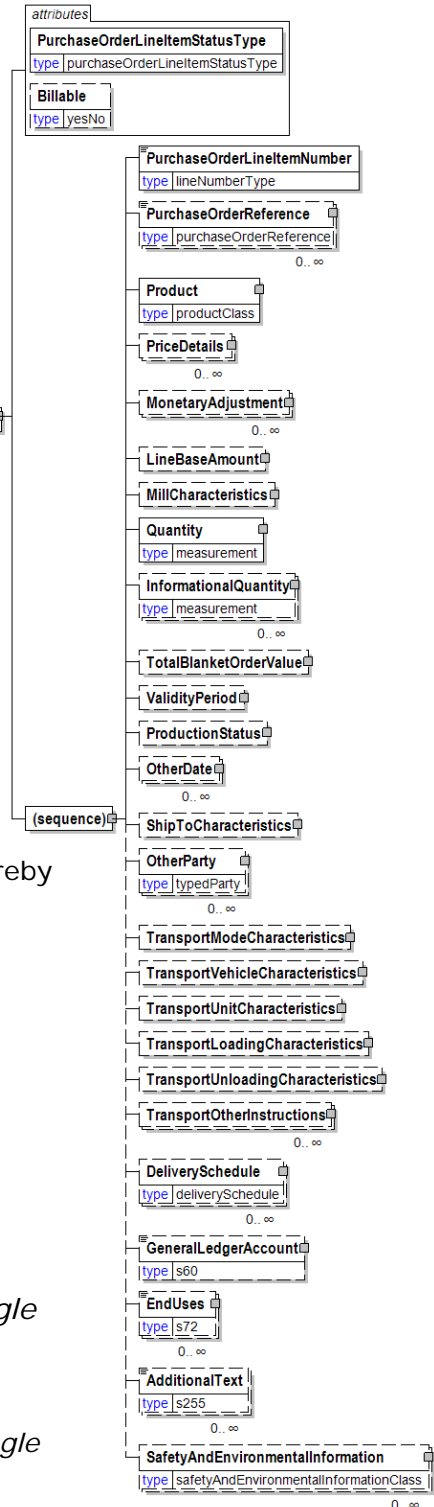 attributes
PurchaseOrderLineItemStatusType
type purchaseOrderLineItemStatusType
Billable
type yesNo
PurchaseOrderLineItemNumber
type lineNumberType
PurchaseOrderReference
type purchaseOrderReference
0.. ∞
Product
type productClass
PriceDetails
0.. ∞
MonetaryAdjustment
0.. ∞
LineBaseAmount
MillCharacteristics
Quantity
type measurement
InformationalQuantity
type measurement
0.. ∞
TotalBlanketOrderValue
ValidityPeriod
ProductionStatus
OtherDate
0.. ∞
(sequence)
ShipToCharacteristics
reby
OtherParty
type typedParty
0.. ∞
TransportModeCharacteristics
TransportVehicleCharacteristics
TransportUnitCharacteristics
TransportLoadingCharacteristics
TransportUnloadingCharacteristics
TransportOtherInstructions
0.. ∞
DeliverySchedule
type deliverySchedule
0.. ∞
GeneralLedgerAccount
type s60
gle
EndUses
type s72
0.. ∞
AdditionalText
type s255
0.. ∞
gle
SafetyAndEnvironmentalInformation
type safetyAndEnvironmentalInformationClass
0.. ∞